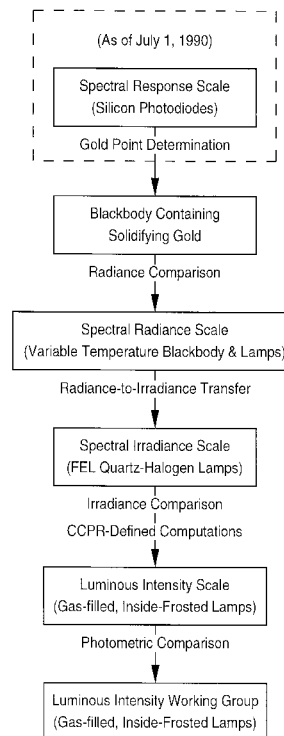 (As of July 1, 1990)
Spectral Response Scale
(Silicon Photodiodes)
Gold Point Determination
Blackbody Containing
Solidifying Gold
Radiance Comparison
Spectral Radiance Scale
(Variable Temperature Blackbody & Lamps)
Radiance-to-Irradiance Transfer
Spectral Irradiance Scale
(FEL Quartz-Halogen Lamps)
Irradiance Comparison
CCPR-Defined Computations
Luminous Intensity Scale
(Gas-filled, Inside-Frosted Lamps)
Photometric Comparison
Luminous Intensity Working Group
(Gas-filled, Inside-Frosted Lamps)